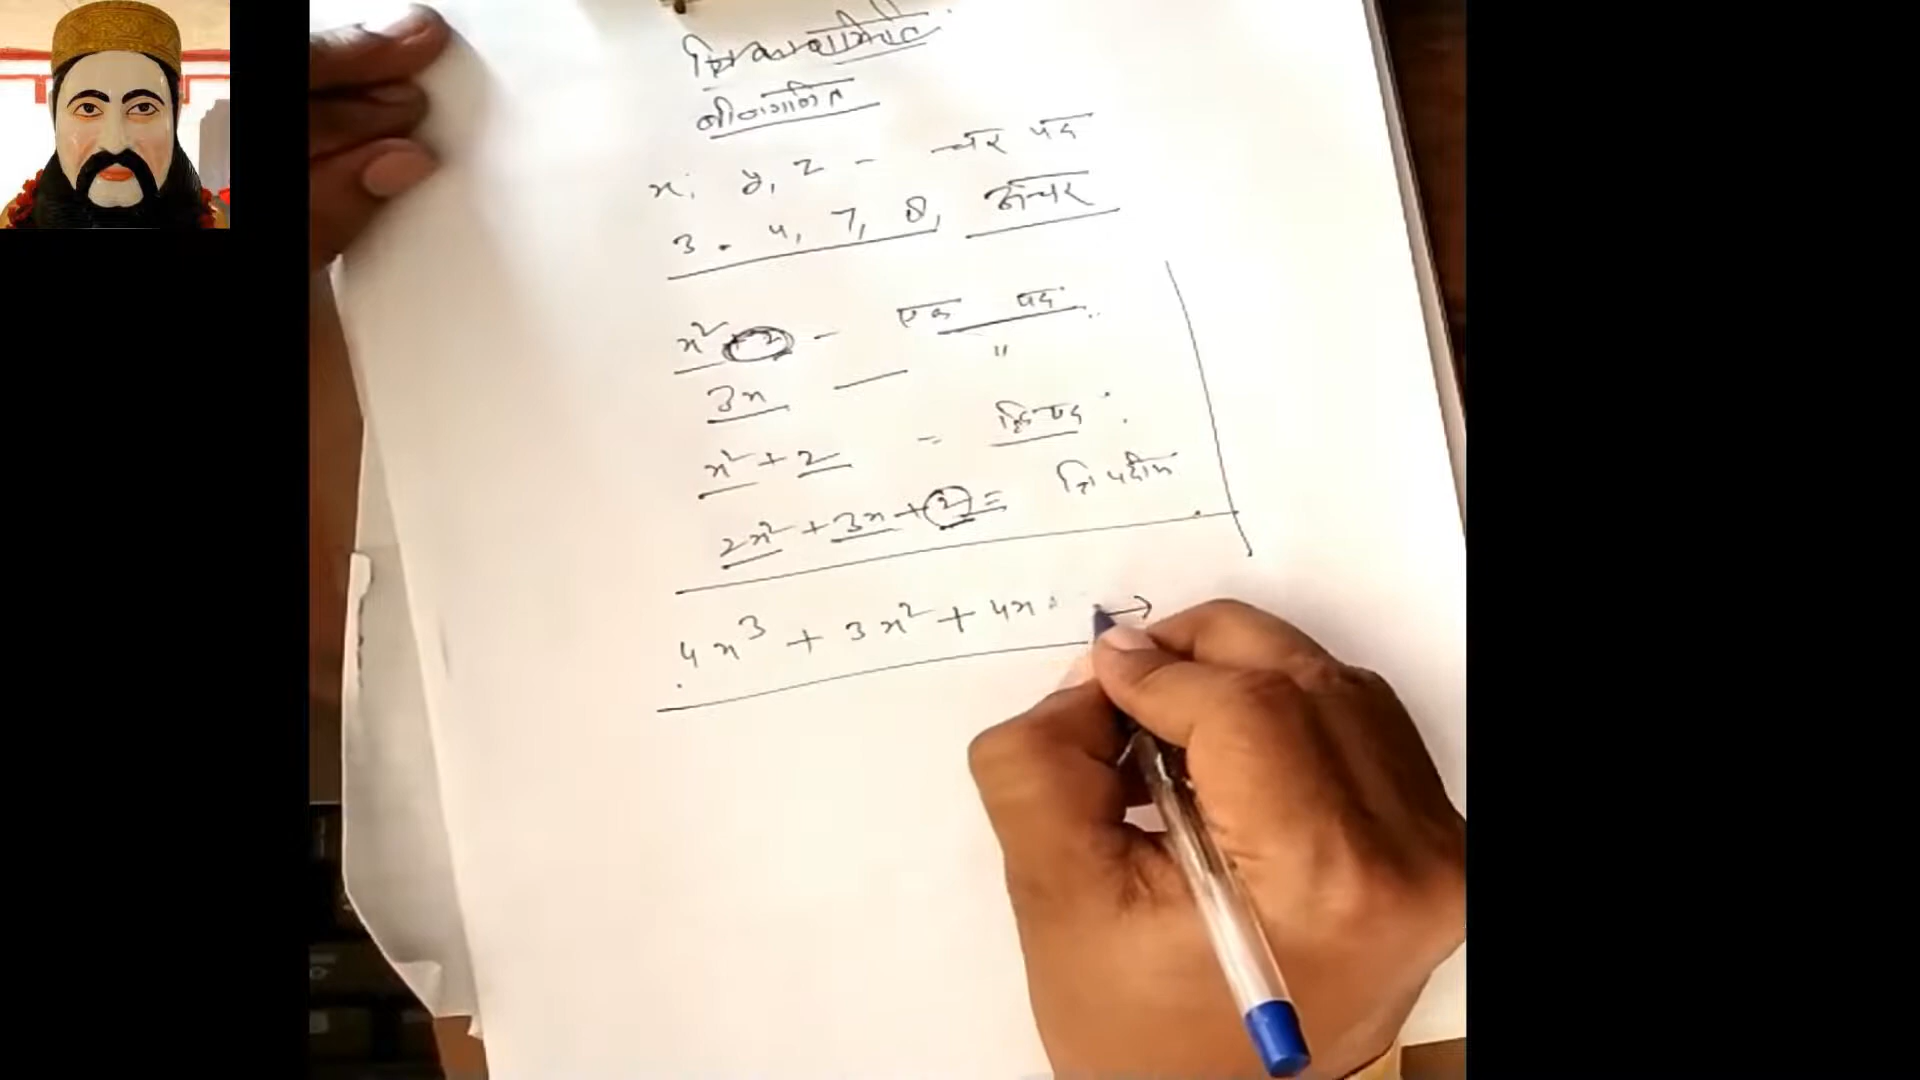 बीजगणित
x, y, z - चर पद
3. 4, 7, 8, अचर
x² + 2 - एक पद
3x — "
x² + 2 = द्विपद
2x² + 3x + 2 = त्रिपदीय
4x³ + 3x² + 4x